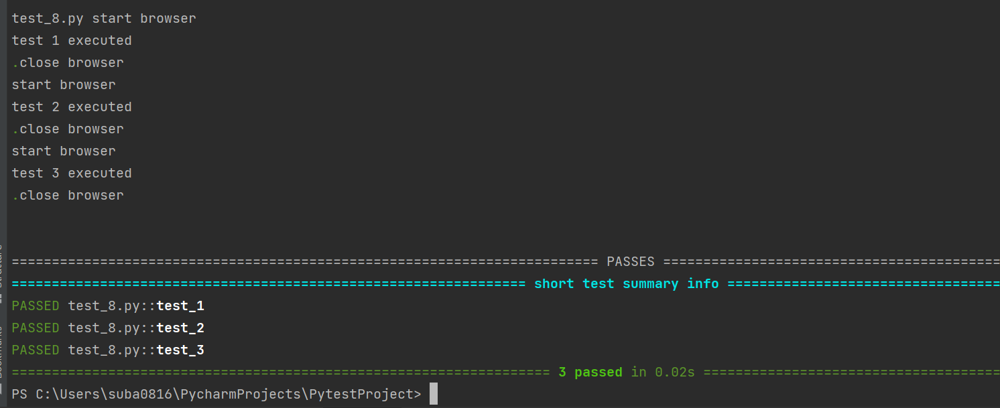 test_8.py start browser
test 1 executed
.close browser
start browser
test 2 executed
.close browser
start browser
test 3 executed
.close browser
========================================================================= PASSES ==========================================
================================================================ short test summary info ==================================
PASSED test_8.py::test_1
PASSED test_8.py::test_2
PASSED test_8.py::test_3
=================================================================== 3 passed in 0.02s =====================================
PS C:\Users\suba0816\PycharmProjects\PytestProject>